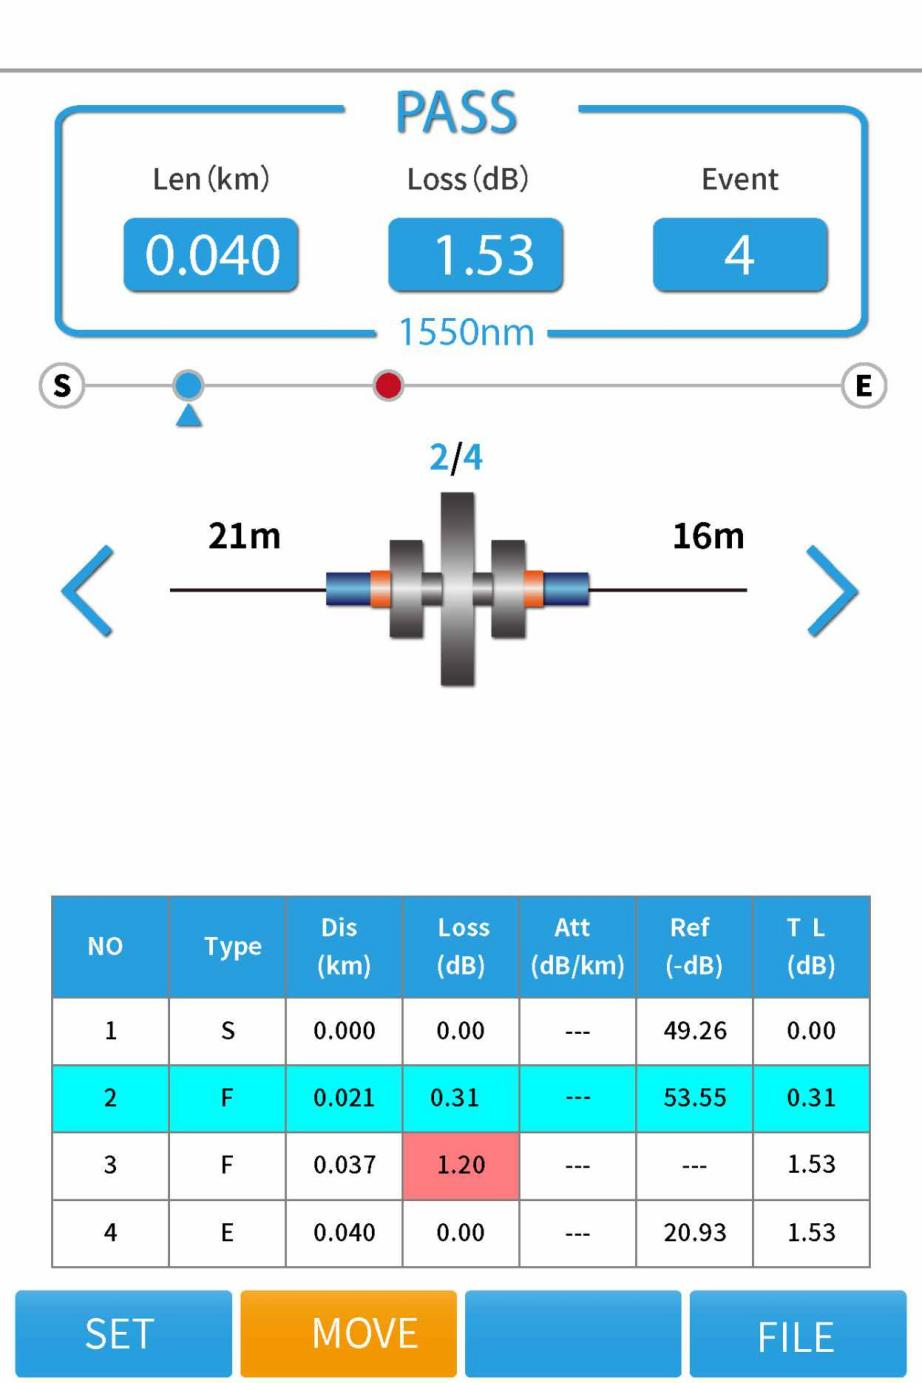 PASS
Len (km) Loss (dB) Event
0.040 1.53 4
1550nm
S E
2/4
21m 16m
NO Type Dis (km) Loss (dB) Att (dB/km) Ref (-dB) T L (dB)
1 S 0.000 0.00 --- 49.26 0.00
2 F 0.021 0.31 --- 53.55 0.31
3 F 0.037 1.20 --- --- 1.53
4 E 0.040 0.00 --- 20.93 1.53
SET MOVE FILE